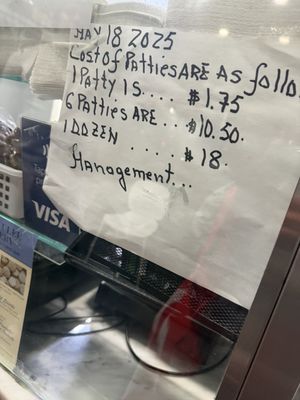 MAY 18 2025
Cost of Patties ARE AS follo
1 Patty IS.... $1.75
6 Patties ARE... $10.50.
1 DOZEN ..... $18.
Management...
VISA